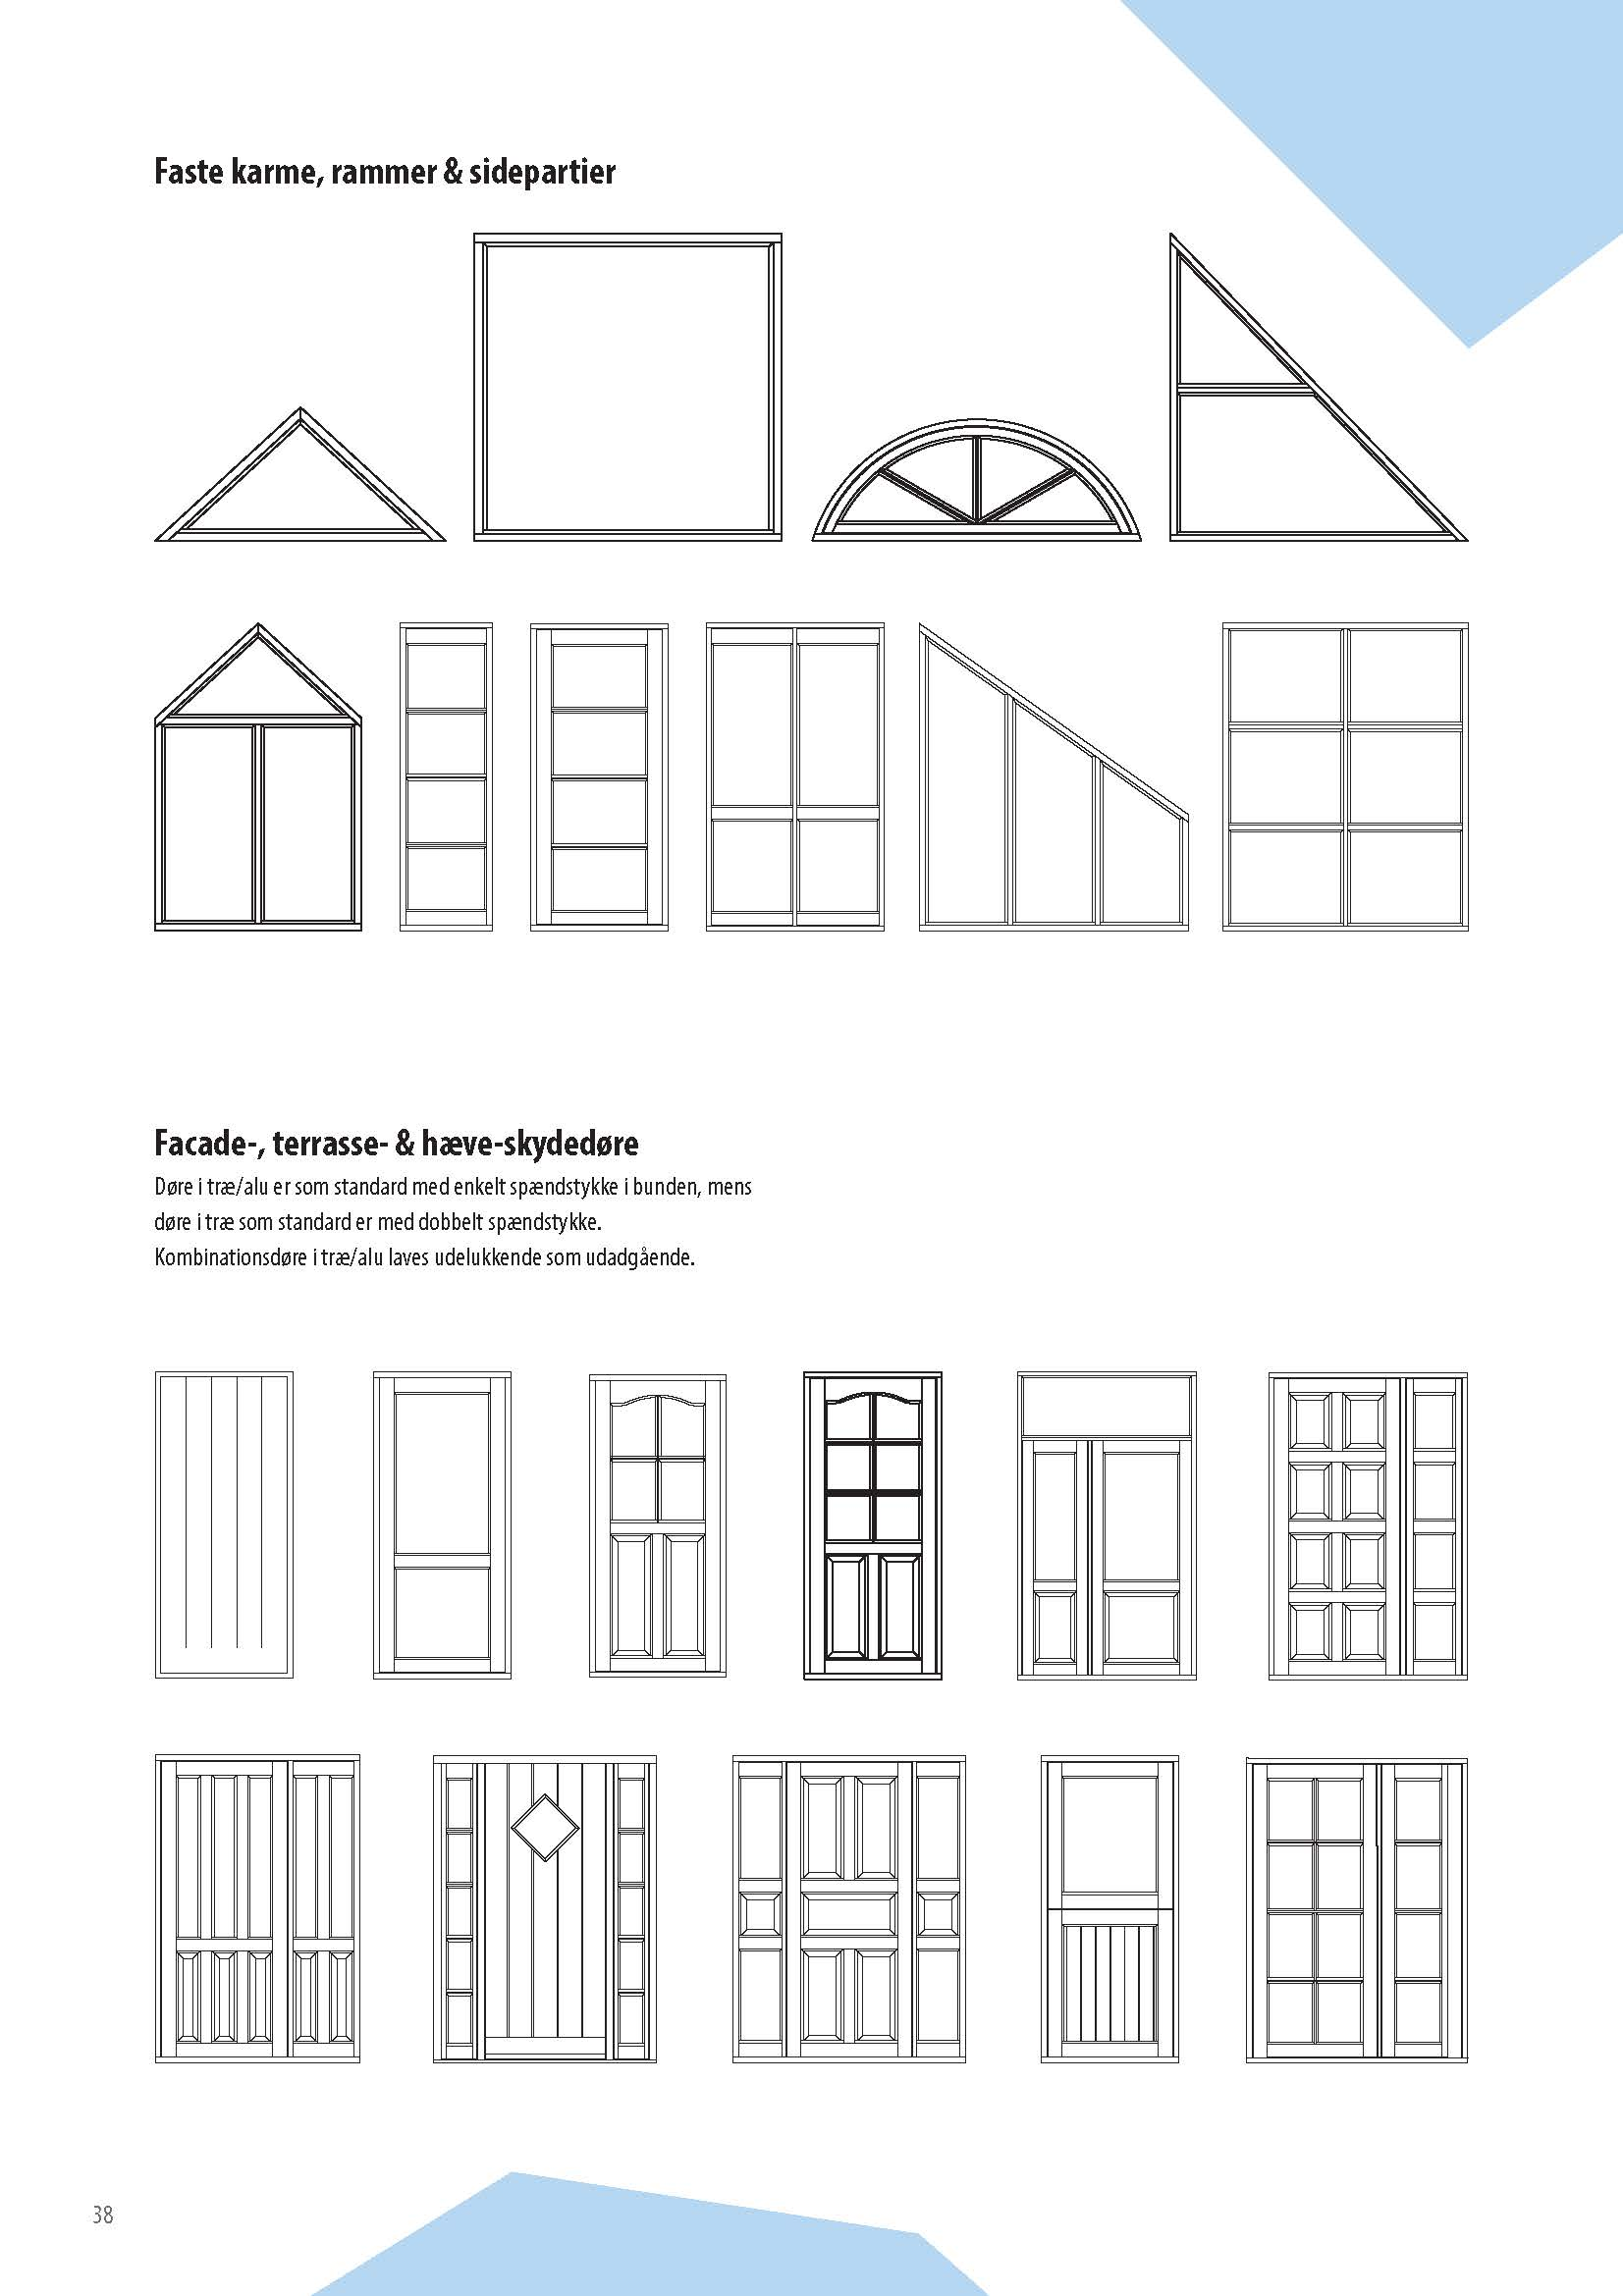 Faste karme, rammer & sidepartier
Facade-, terrasse- & hæve-skydedøre
Døre i træ/alu er som standard med enkelt spændstykke i bunden, mens
døre i træ som standard er med dobbelt spændstykke.
Kombinationsdøre i træ/alu laves udelukkende som udadgående.
38